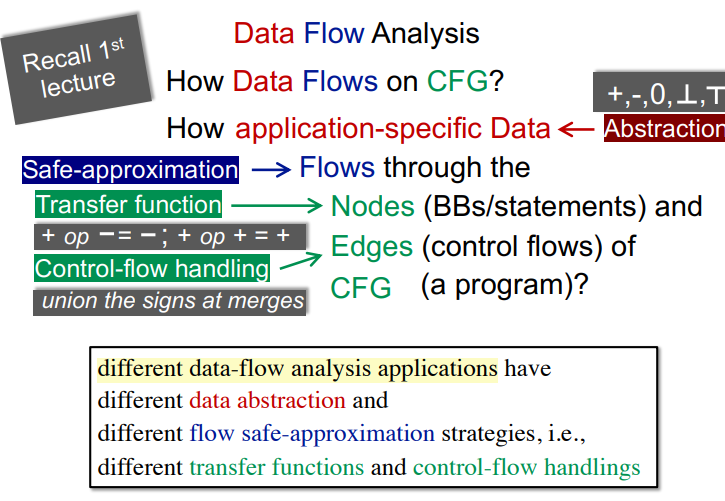 Recall 1st
lecture
Data Flow Analysis
How Data Flows on CFG?
+,-,0,⊥,⊤
How application-specific Data ← Abstraction
Safe-approximation → Flows through the
Transfer function → Nodes (BBs/statements) and
+ op − = − ; + op + = +
Edges (control flows) of
Control-flow handling
CFG (a program)?
union the signs at merges
different data-flow analysis applications have
different data abstraction and
different flow safe-approximation strategies, i.e.,
different transfer functions and control-flow handlings